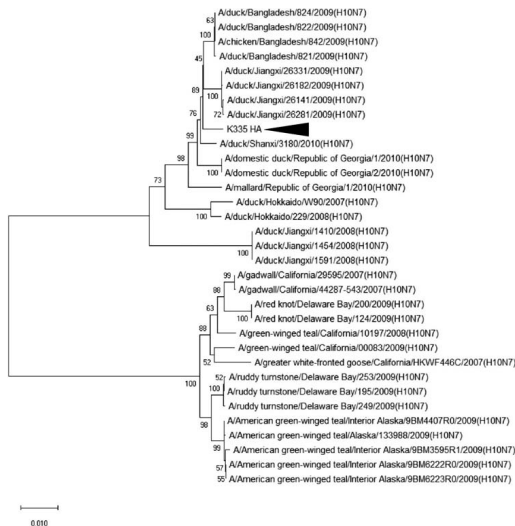 63
A/duck/Bangladesh/824/2009(H10N7)
A/duck/Bangladesh/822/2009(H10N7)
100
A/chicken/Bangladesh/842/2009(H10N7)
A/duck/Bangladesh/821/2009(H10N7)
45
A/duck/Jiangxi/26331/2009(H10N7)
89
A/duck/Jiangxi/26182/2009(H10N7)
100
A/duck/Jiangxi/26141/2009(H10N7)
76
72
A/duck/Jiangxi/26281/2009(H10N7)
K335 HA
99
A/duck/Shanxi/3180/2010(H10N7)
98
A/domestic duck/Republic of Georgia/1/2010(H10N7)
100
A/domestic duck/Republic of Georgia/2/2010(H10N7)
73
A/mallard/Republic of Georgia/1/2010(H10N7)
A/duck/Hokkaido/W90/2007(H10N7)
100
A/duck/Hokkaido/229/2008(H10N7)
A/duck/Jiangxi/1410/2008(H10N7)
A/duck/Jiangxi/1454/2008(H10N7)
100
A/duck/Jiangxi/1591/2008(H10N7)
99
A/gadwall/California/29595/2007(H10N7)
88
A/gadwall/California/44287-543/2007(H10N7)
63
A/red knot/Delaware Bay/200/2009(H10N7)
100
A/red knot/Delaware Bay/124/2009(H10N7)
88
A/green-winged teal/California/10197/2008(H10N7)
A/green-winged teal/California/00083/2009(H10N7)
52
A/greater white-fronted goose/California/HKWF446C/2007(H10N7)
100
52
A/ruddy turnstone/Delaware Bay/253/2009(H10N7)
100
A/ruddy turnstone/Delaware Bay/195/2009(H10N7)
A/ruddy turnstone/Delaware Bay/249/2009(H10N7)
98
A/American green-winged teal/Interior Alaska/9BM4407R0/2009(H10N7)
A/American green-winged teal/Alaska/133988/2009(H10N7)
99
A/American green-winged teal/Interior Alaska/9BM3595R1/2009(H10N7)
57
A/American green-winged teal/Interior Alaska/9BM6222R0/2009(H10N7)
55
A/American green-winged teal/Interior Alaska/9BM6223R0/2009(H10N7)
0.010